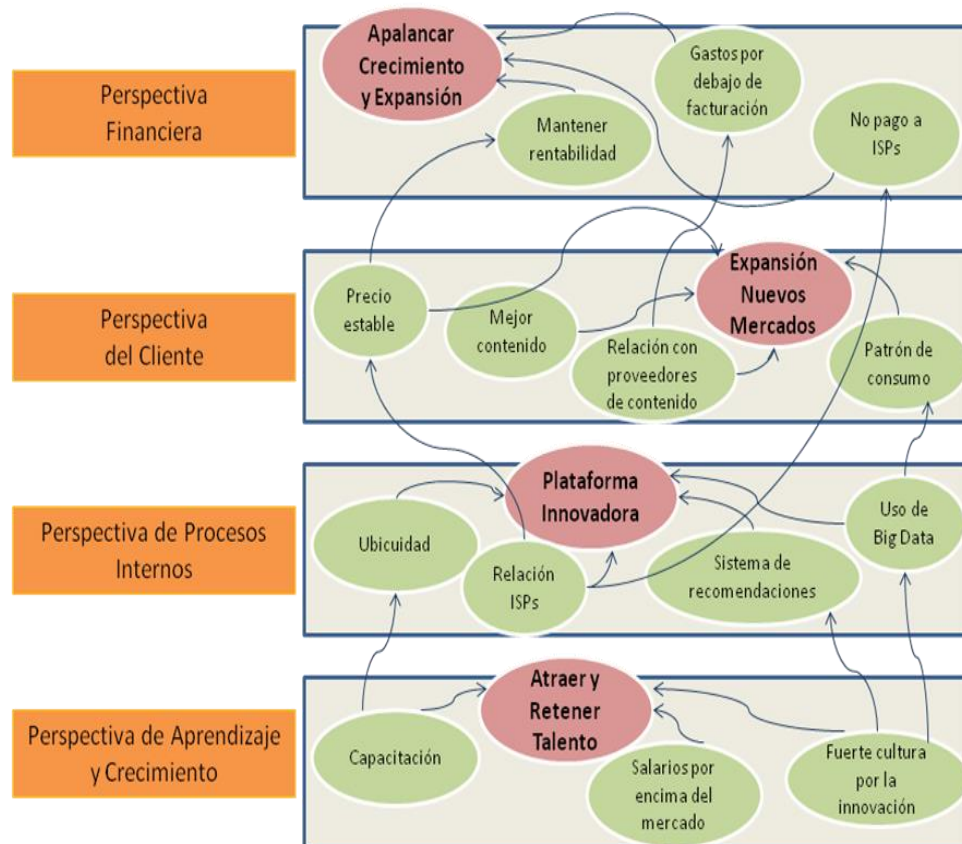 Perspectiva
Financiera
Apalancar
Crecimiento
y Expansión
Mantener
rentabilidad
Gastos por
debajo de
facturación
No pago a
ISPs
Perspectiva
del Cliente
Precio
estable
Mejor
contenido
Relación con
proveedores
de contenido
Expansión
Nuevos
Mercados
Patrón de
consumo
Perspectiva de Procesos
Internos
Ubicuidad
Relación
ISPs
Plataforma
Innovadora
Sistema de
recomendaciones
Uso de
Big Data
Perspectiva de Aprendizaje
y Crecimiento
Capacitación
Atraer y
Retener
Talento
Salarios por
encima del
mercado
Fuerte cultura
por la
innovación